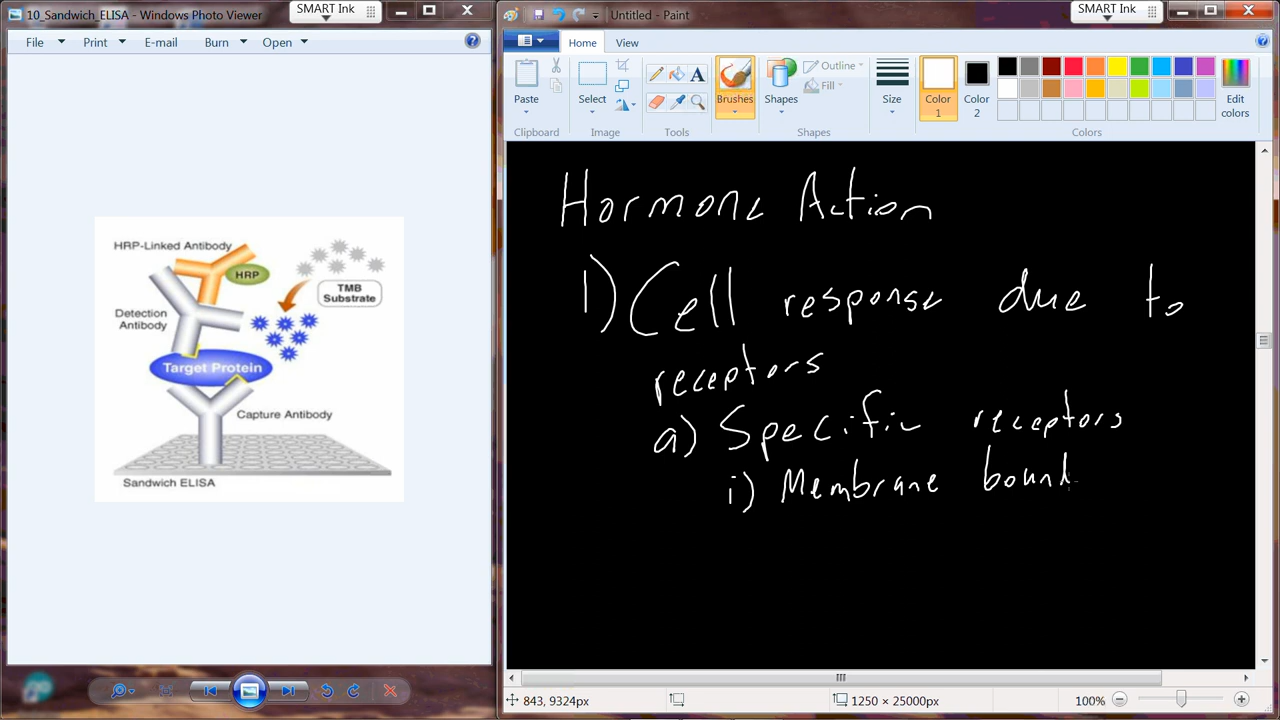 10_Sandwich_ELISA - Windows Photo Viewer
SMART Ink
File
Print
E-mail
Burn
Open
HRP-Linked Antibody
HRP
TMB
Substrate
Detection
Antibody
Target Protein
Capture Antibody
Sandwich ELISA
Untitled - Paint
SMART Ink
Home
View
Paste
Select
Brushes
Shapes
Outline
Fill
Size
Color
1
Color
2
Edit
colors
Clipboard
Image
Tools
Shapes
Colors
Hormone Action
1) Cell response due to
receptors
a) Specific receptors
i) Membrane bound
843, 9324px
1250 × 25000px
100%